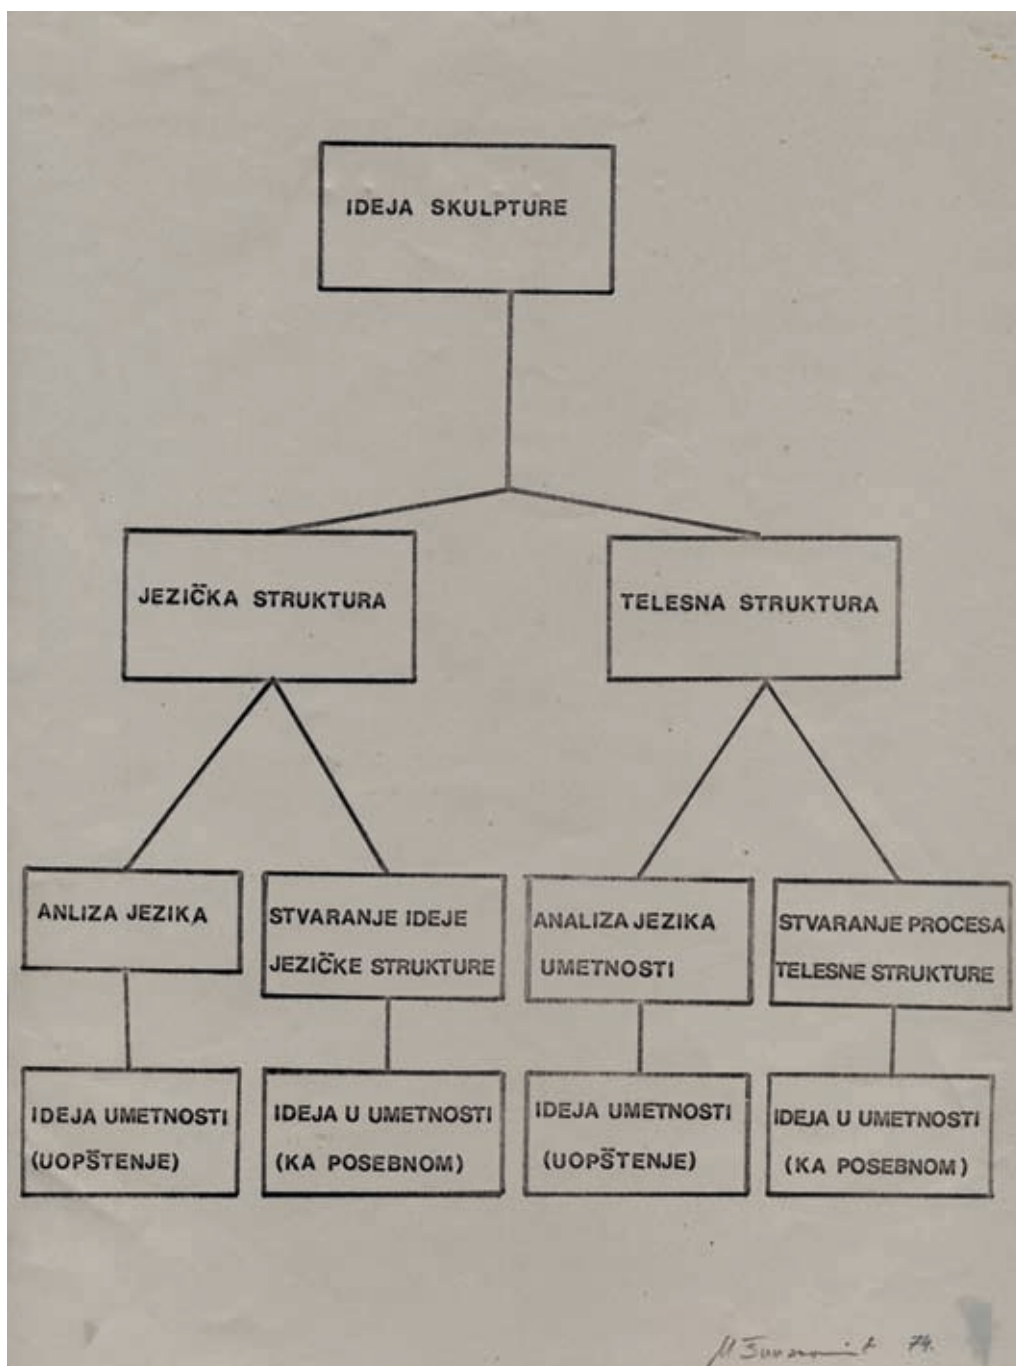 IDEJA SKULPTURE
JEZIČKA STRUKTURA
TELESNA STRUKTURA
ANLIZA JEZIKA
STVARANJE IDEJE
JEZIČKE STRUKTURE
ANALIZA JEZIKA
UMETNOSTI
STVARANJE PROCESA
TELESNE STRUKTURE
IDEJA UMETNOSTI
(UOPŠTENJE)
IDEJA U UMETNOSTI
(KA POSEBNOM)
IDEJA UMETNOSTI
(UOPŠTENJE)
IDEJA U UMETNOSTI
(KA POSEBNOM)
74.